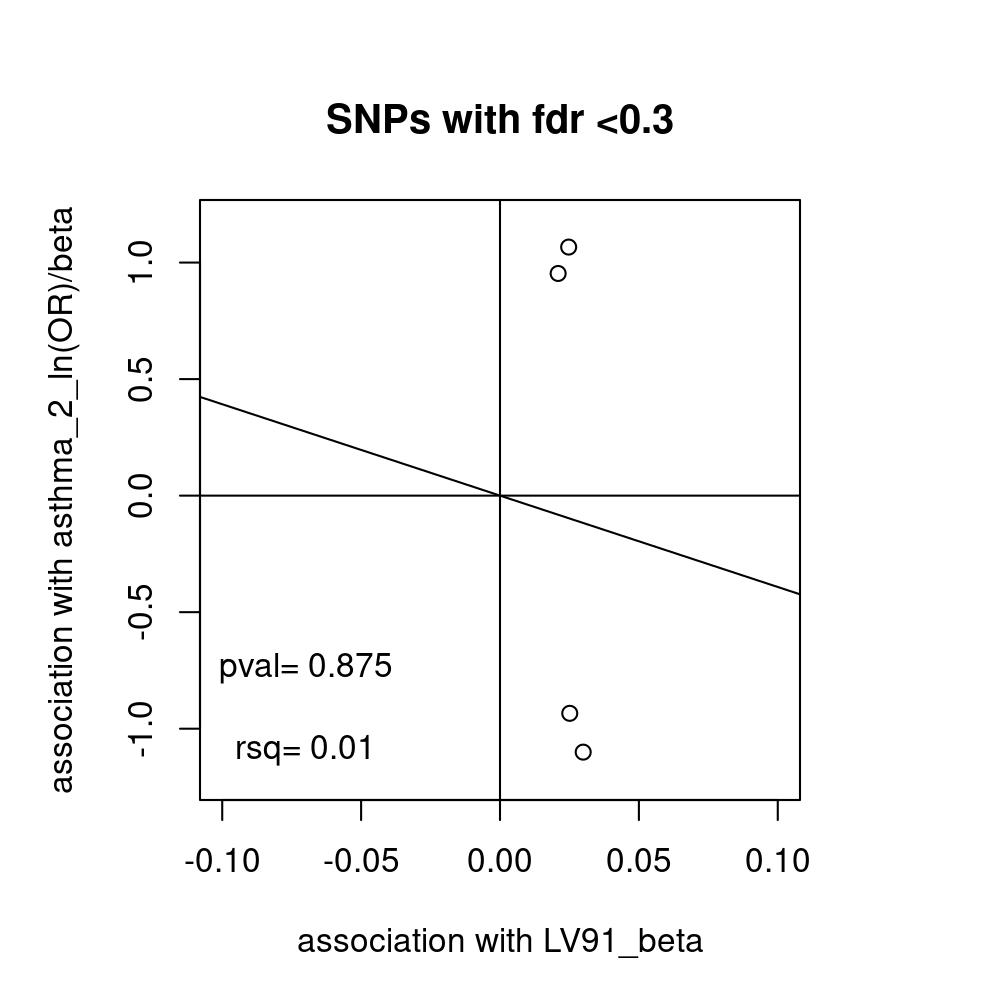 SNPs with fdr <0.3
association with asthma_2_ln(OR)/beta
1.0
0.5
0.0
-0.5
-1.0
pval= 0.875
rsq= 0.01
-0.10 -0.05 0.00 0.05 0.10
association with LV91_beta